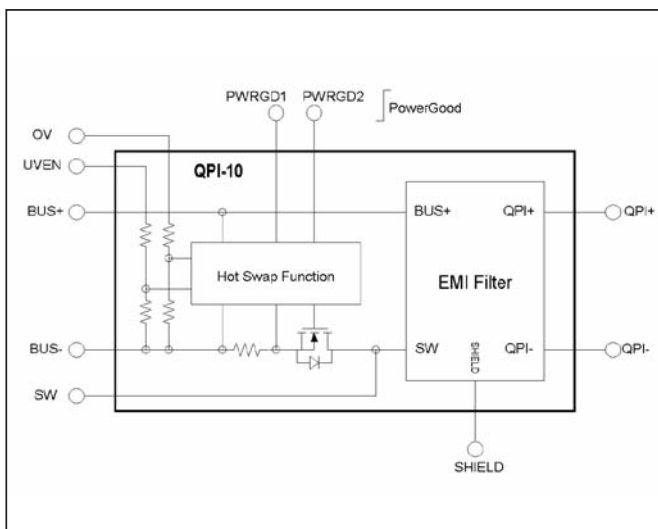 PWRGD1 PWRGD2
PowerGood
OV
UVEN
QPI-10
BUS+
BUS+ QPI+
QPI+
Hot Swap Function
EMI Filter
BUS-
SW
SHIELD
QPI-
QPI-
SW
SHIELD